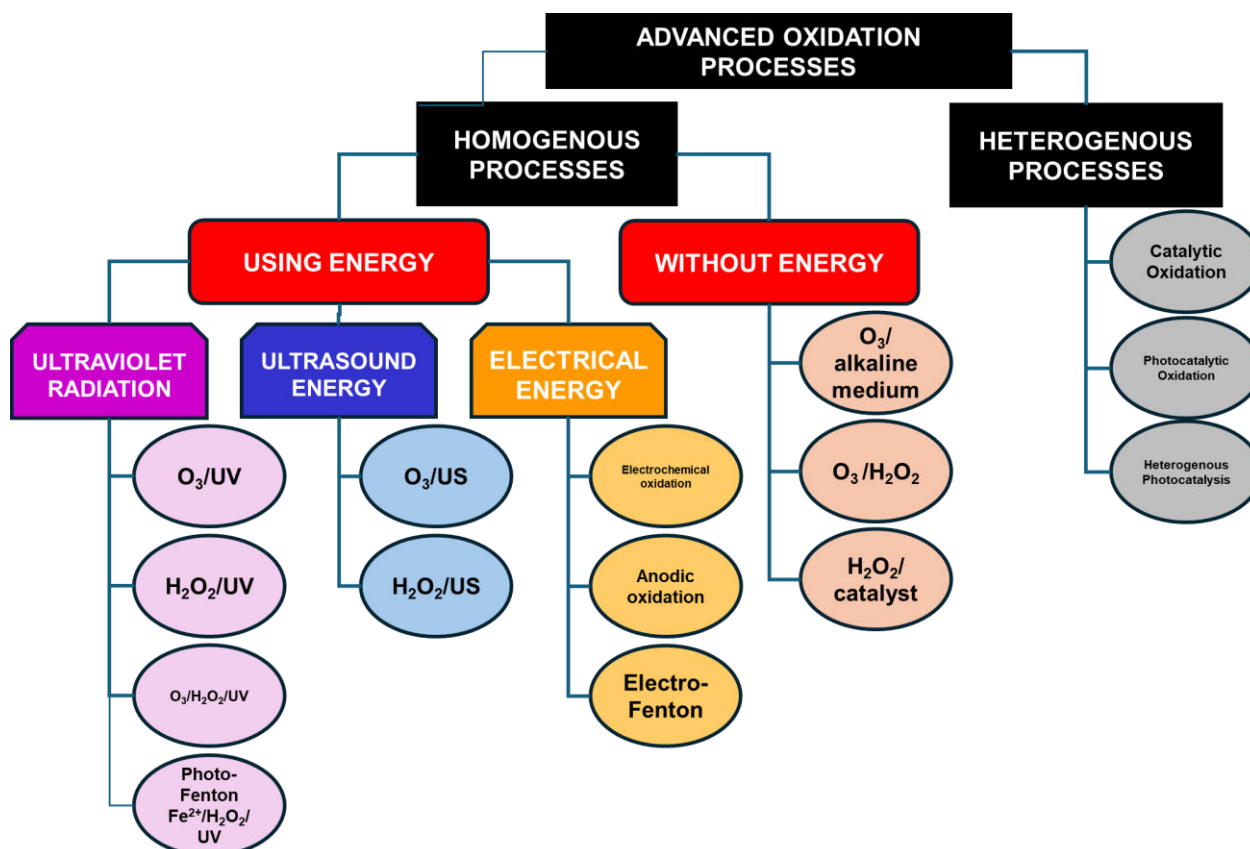 ADVANCED OXIDATION
PROCESSES
HOMOGENOUS
PROCESSES
HETEROGENOUS
PROCESSES
USING ENERGY
WITHOUT ENERGY
ULTRAVIOLET
RADIATION
ULTRASOUND
ENERGY
ELECTRICAL
ENERGY
O₃/UV
H₂O₂/UV
O₃/H₂O₂/UV
Photo-
Fenton
Fe²⁺/H₂O₂/
UV
O₃/US
H₂O₂/US
Electrochemical
oxidation
Anodic
oxidation
Electro-
Fenton
O₃/
alkaline
medium
O₃/H₂O₂
H₂O₂/
catalyst
Catalytic
Oxidation
Photocatalytic
Oxidation
Heterogenous
Photocatalysis